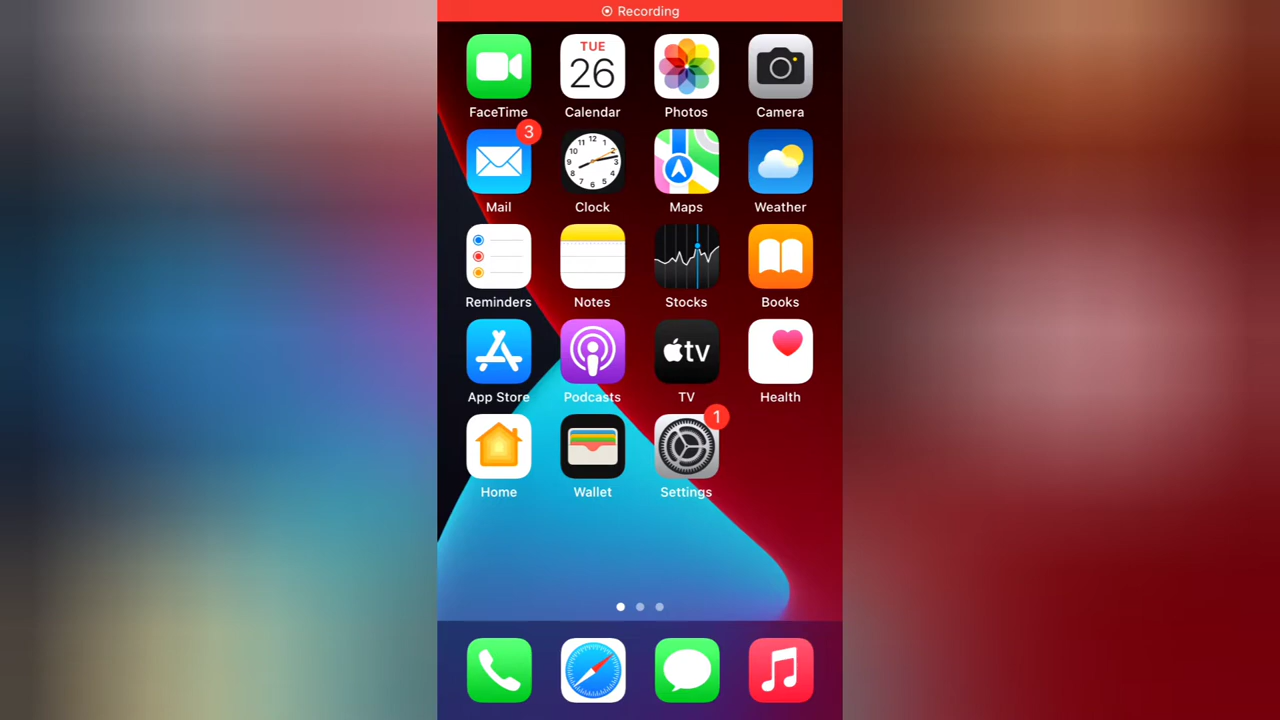 Recording
TUE
26
FaceTime
Calendar
Photos
Camera
3
Mail
Clock
Maps
Weather
Reminders
Notes
Stocks
Books
tv
App Store
Podcasts
TV
Health
1
Home
Wallet
Settings